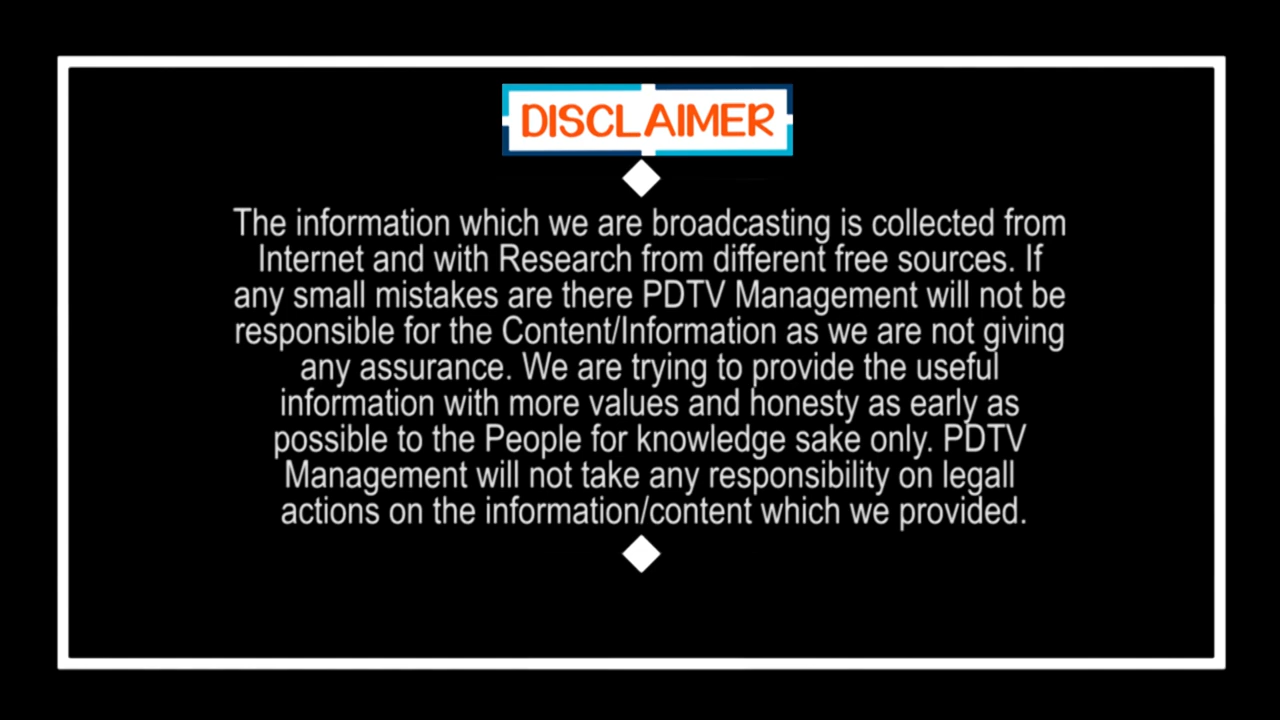 DISCLAIMER
The information which we are broadcasting is collected from
Internet and with Research from different free sources. If
any small mistakes are there PDTV Management will not be
responsible for the Content/Information as we are not giving
any assurance. We are trying to provide the useful
information with more values and honesty as early as
possible to the People for knowledge sake only. PDTV
Management will not take any responsibility on legall
actions on the information/content which we provided.